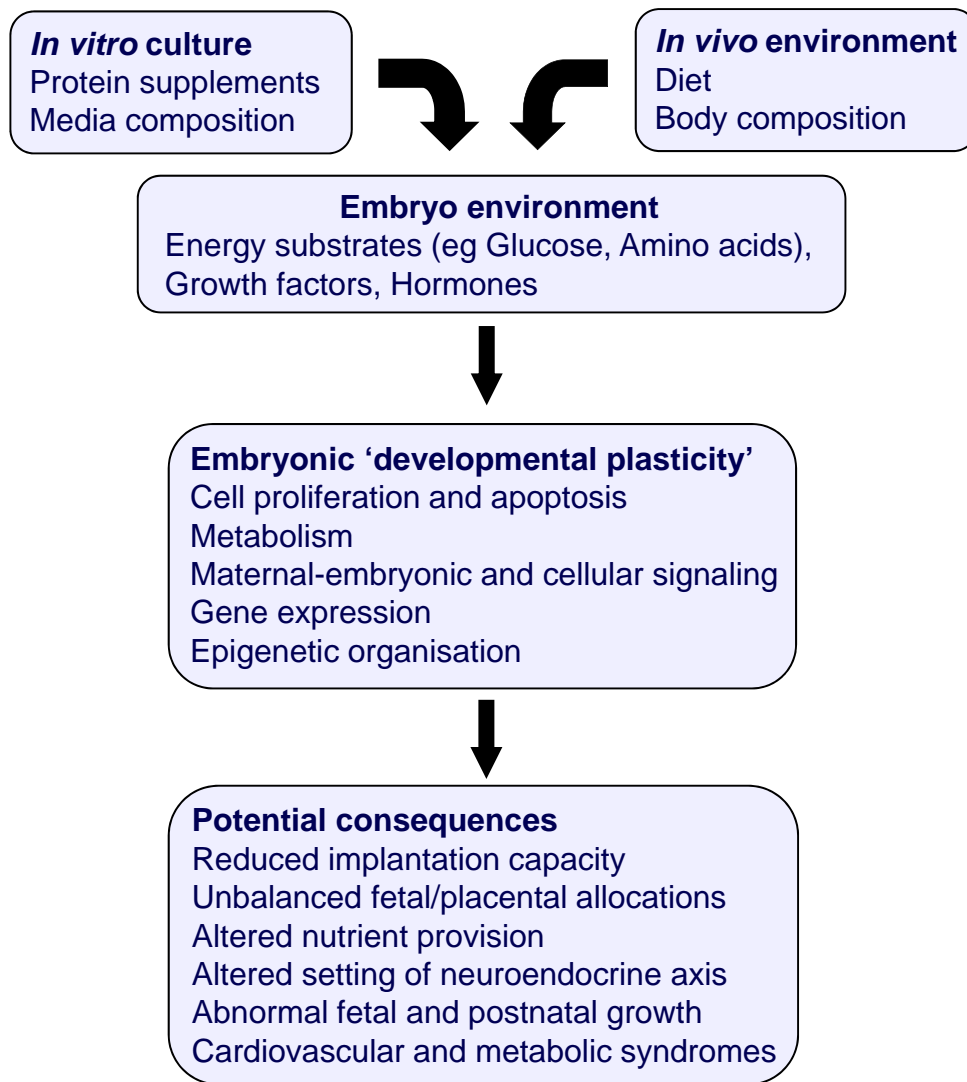 In vitro culture
Protein supplements
Media composition
In vivo environment
Diet
Body composition
Embryo environment
Energy substrates (eg Glucose, Amino acids),
Growth factors, Hormones
Embryonic ‘developmental plasticity’
Cell proliferation and apoptosis
Metabolism
Maternal-embryonic and cellular signaling
Gene expression
Epigenetic organisation
Potential consequences
Reduced implantation capacity
Unbalanced fetal/placental allocations
Altered nutrient provision
Altered setting of neuroendocrine axis
Abnormal fetal and postnatal growth
Cardiovascular and metabolic syndromes